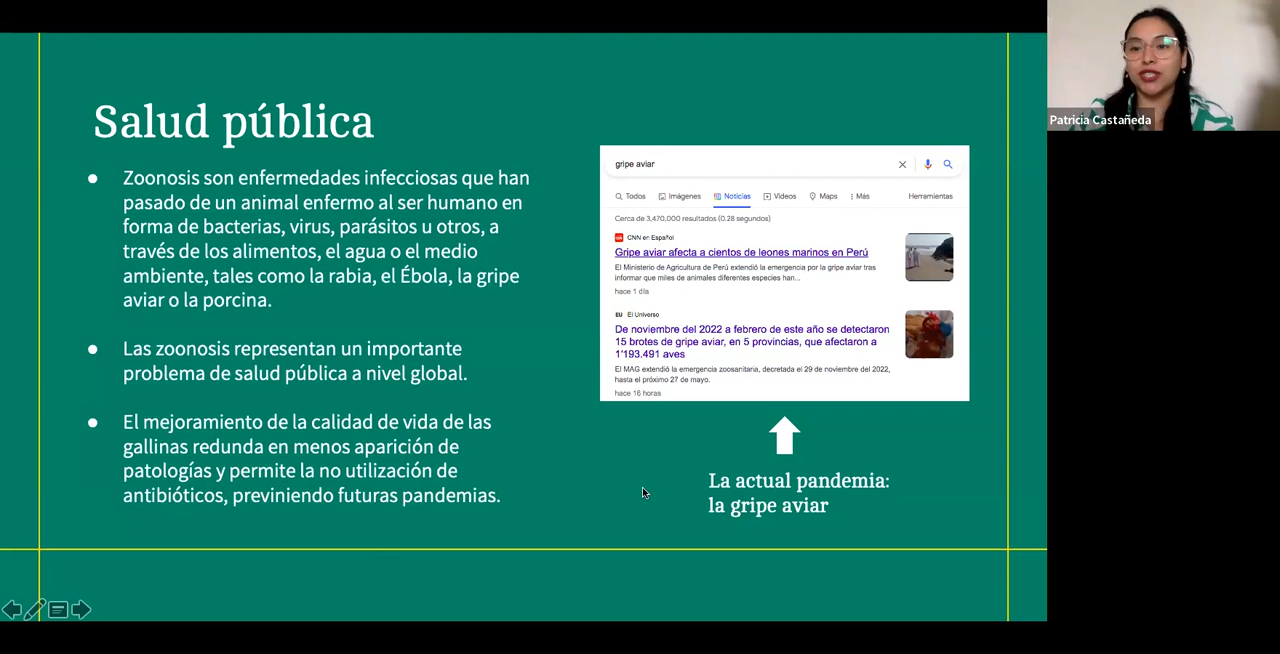 Salud pública
● Zoonosis son enfermedades infecciosas que han
pasado de un animal enfermo al ser humano en
forma de bacterias, virus, parásitos u otros, a
través de los alimentos, el agua o el medio
ambiente, tales como la rabia, el Ébola, la gripe
aviar o la porcina.
● Las zoonosis representan un importante
problema de salud pública a nivel global.
● El mejoramiento de la calidad de vida de las
gallinas redunda en menos aparición de
patologías y permite la no utilización de
antibióticos, previniendo futuras pandemias.
gripe aviar
Todos Imágenes Noticias Videos Maps Más Herramientas
Cerca de 3,470,000 resultados (0.28 segundos)
CNN en Español
Gripe aviar afecta a cientos de leones marinos en Perú
El Ministerio de Agricultura de Perú extendió la emergencia por la gripe aviar tras
informar que miles de animales diferentes especies han...
hace 1 día
EU El Universo
De noviembre del 2022 a febrero de este año se detectaron
15 brotes de gripe aviar, en 5 provincias, que afectaron a
1'193.491 aves
El MAG extendió la emergencia zoosanitaria, decretada el 29 de noviembre del 2022,
hasta el próximo 27 de mayo.
hace 16 horas
La actual pandemia:
la gripe aviar
Patricia Castañeda